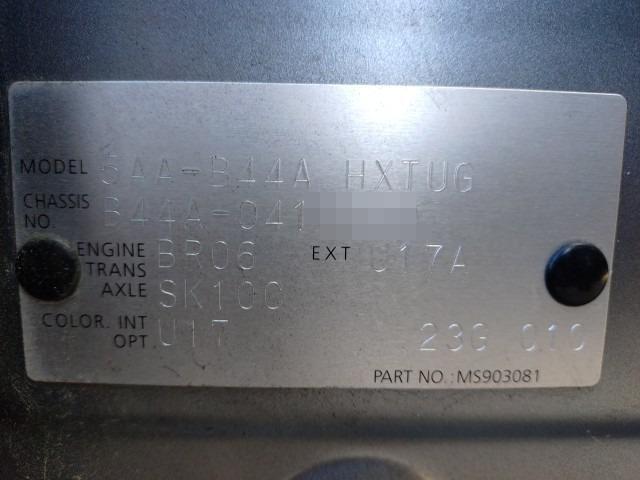 MODEL 5AA-B44A HXTUG
CHASSIS NO. B44A-041
ENGINE BR06 EXT U17A
TRANS AXLE SK10C
COLOR. INT U17
OPT. 23G 010
PART NO.:MS903081